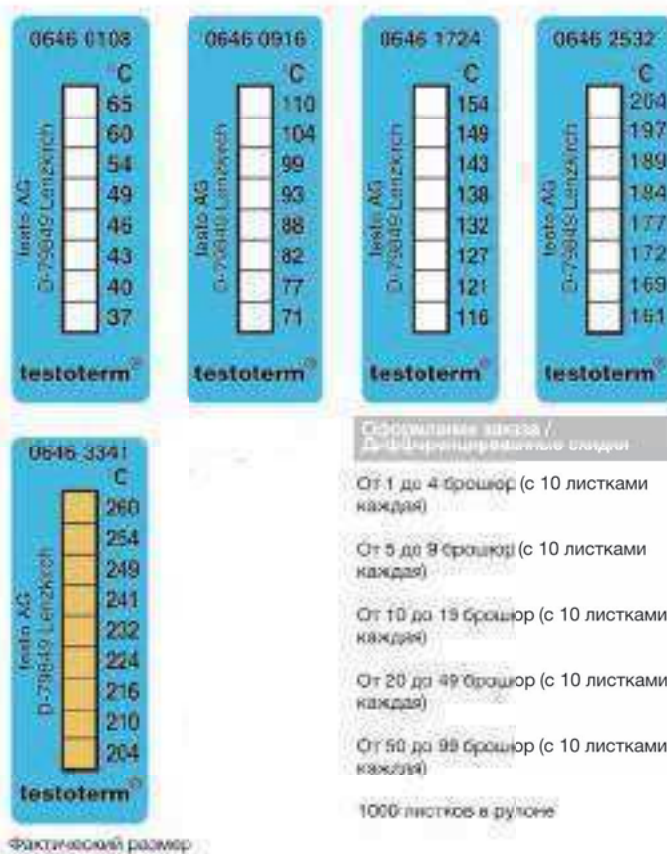 0646 0108
°C
65
60
54
49
46
43
40
37
testo AG
D-79849 Lenzkirch
testoterm®
0646 0916
°C
110
104
99
93
88
82
77
71
testo AG
D-79849 Lenzkirch
testoterm®
0646 1724
°C
154
149
143
138
132
127
121
116
testo AG
D-79849 Lenzkirch
testoterm®
0646 2532
°C
204
197
189
184
177
172
169
161
testo AG
D-79849 Lenzkirch
testoterm®
0646 3341
°C
260
254
249
241
232
224
216
210
204
testo AG
D-79849 Lenzkirch
testoterm®
Фактический размер
Оформление заказа /
Дифференцированные скидки
От 1 до 4 брошюр (с 10 листками
каждая)
От 5 до 9 брошюр (с 10 листками
каждая)
От 10 до 19 брошюр (с 10 листками
каждая)
От 20 до 49 брошюр (с 10 листками
каждая)
От 50 до 99 брошюр (с 10 листками
каждая)
1000 листков в рулоне